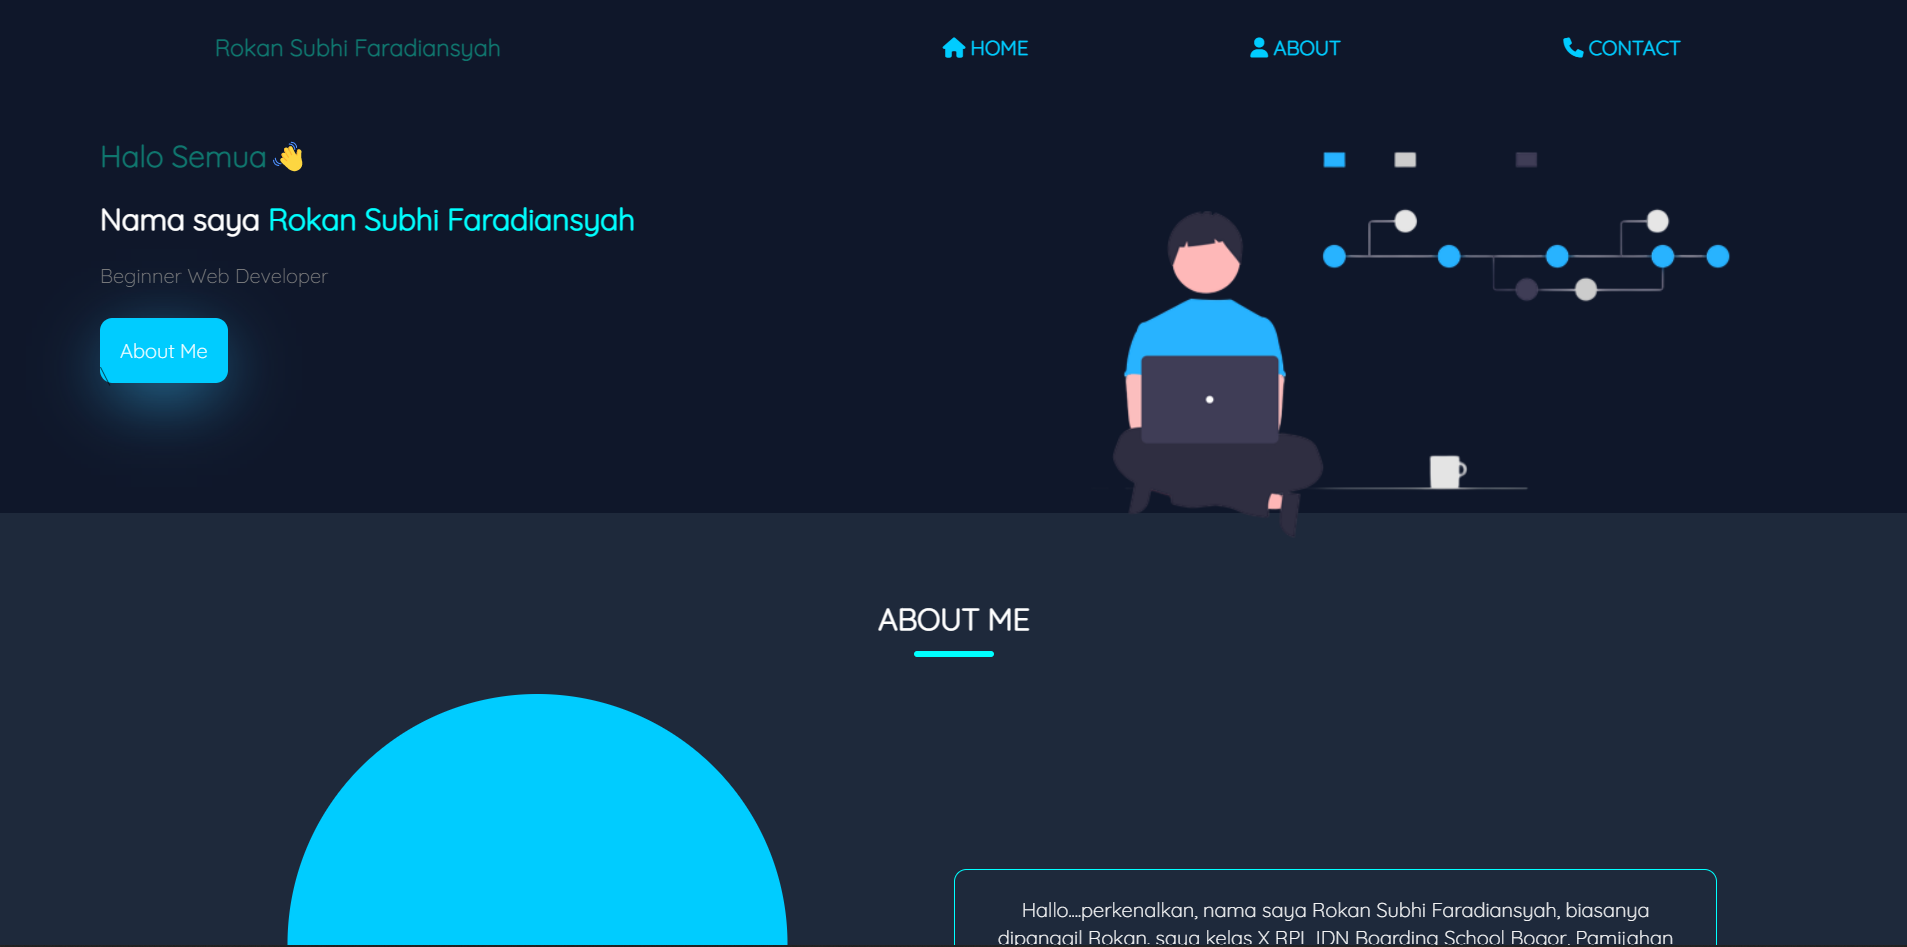 Rokan Subhi Faradiansyah
HOME
ABOUT
CONTACT
Halo Semua 👋
Nama saya Rokan Subhi Faradiansyah
Beginner Web Developer
About Me
ABOUT ME
Hallo....perkenalkan, nama saya Rokan Subhi Faradiansyah, biasanya
dipanggil Rokan. saya kelas X RPL IDN Boarding School Bogor, Pamijahan